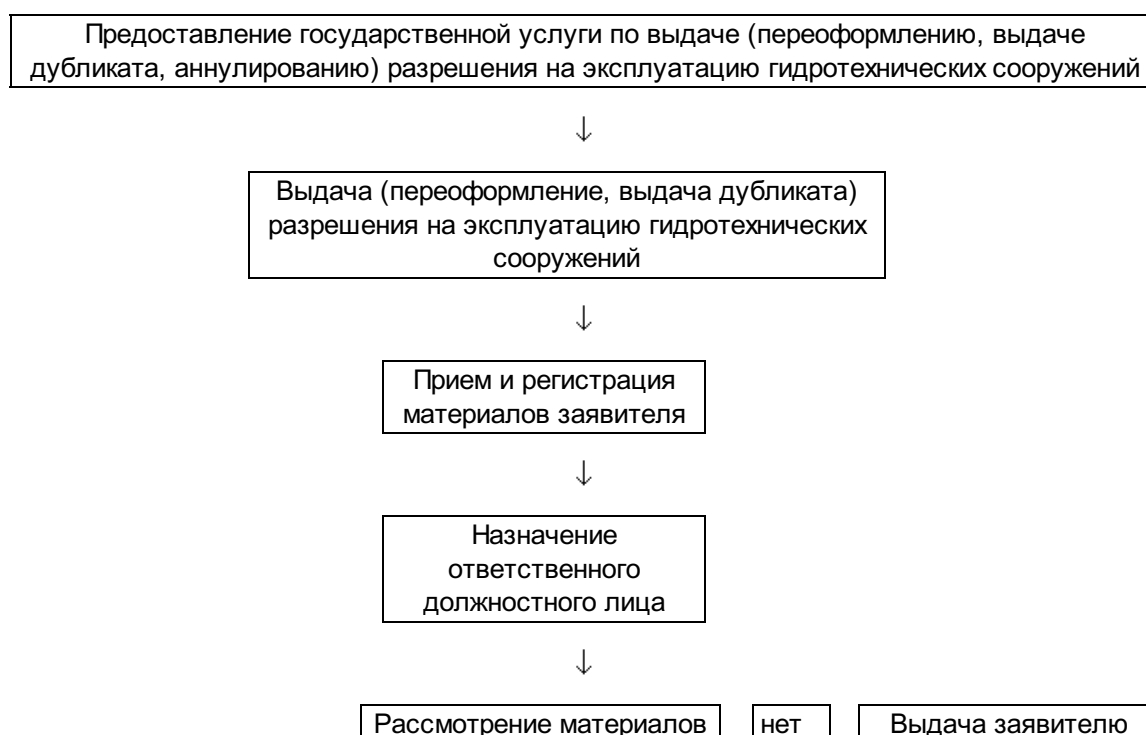 Предоставление государственной услуги по выдаче (переоформлению, выдаче
дубликата, аннулированию) разрешения на эксплуатацию гидротехнических сооружений
↓
Выдача (переоформление, выдача дубликата)
разрешения на эксплуатацию гидротехнических
сооружений
↓
Прием и регистрация
материалов заявителя
↓
Назначение
ответственного
должностного лица
↓
Рассмотрение материалов нет Выдача заявителю